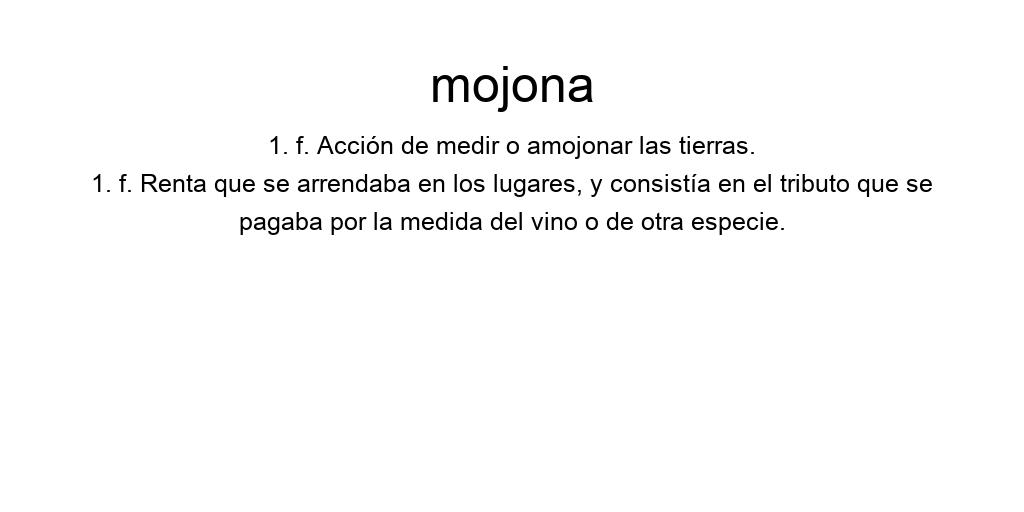 mojona
1. f. Acción de medir o amojonar las tierras.
1. f. Renta que se arrendaba en los lugares, y consistía en el tributo que se
pagaba por la medida del vino o de otra especie.